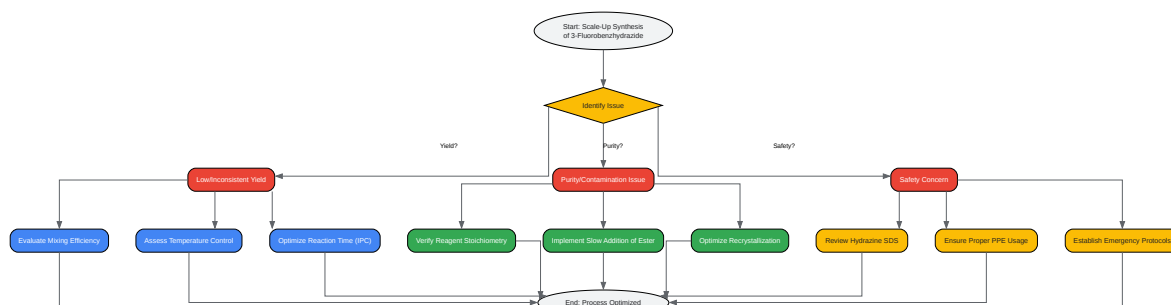 Start: Scale-Up Synthesis
of 3-Fluorobenzhydrazide
Identify Issue
Yield?
Purity?
Safety?
Low/Inconsistent Yield
Purity/Contamination Issue
Safety Concern
Evaluate Mixing Efficiency
Assess Temperature Control
Optimize Reaction Time (IPC)
Verify Reagent Stoichiometry
Implement Slow Addition of Ester
Optimize Recrystallization
Review Hydrazine SDS
Ensure Proper PPE Usage
Establish Emergency Protocols
End: Process Optimized